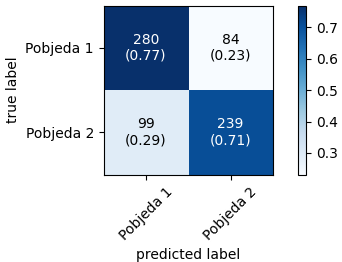 true label
Pobjeda 1
280
(0.77)
84
(0.23)
Pobjeda 2
99
(0.29)
239
(0.71)
Pobjeda 1
Pobjeda 2
predicted label
0.7
0.6
0.5
0.4
0.3